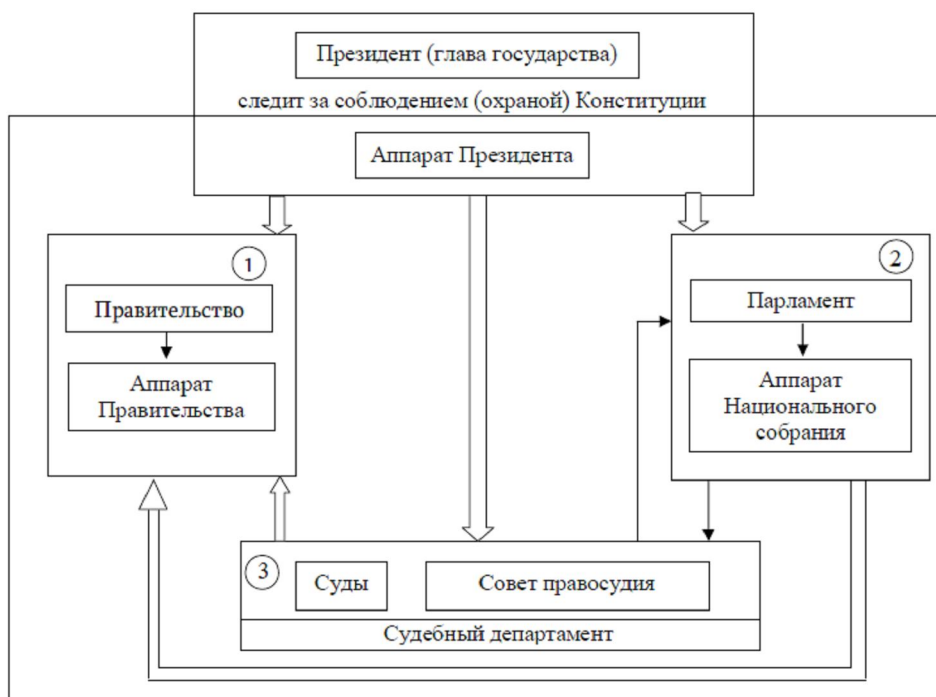 Президент (глава государства)
следит за соблюдением (охраной) Конституции
Аппарат Президента
1
Правительство
Аппарат
Правительства
2
Парламент
Аппарат
Национального
собрания
3
Суды
Совет правосудия
Судебный департамент